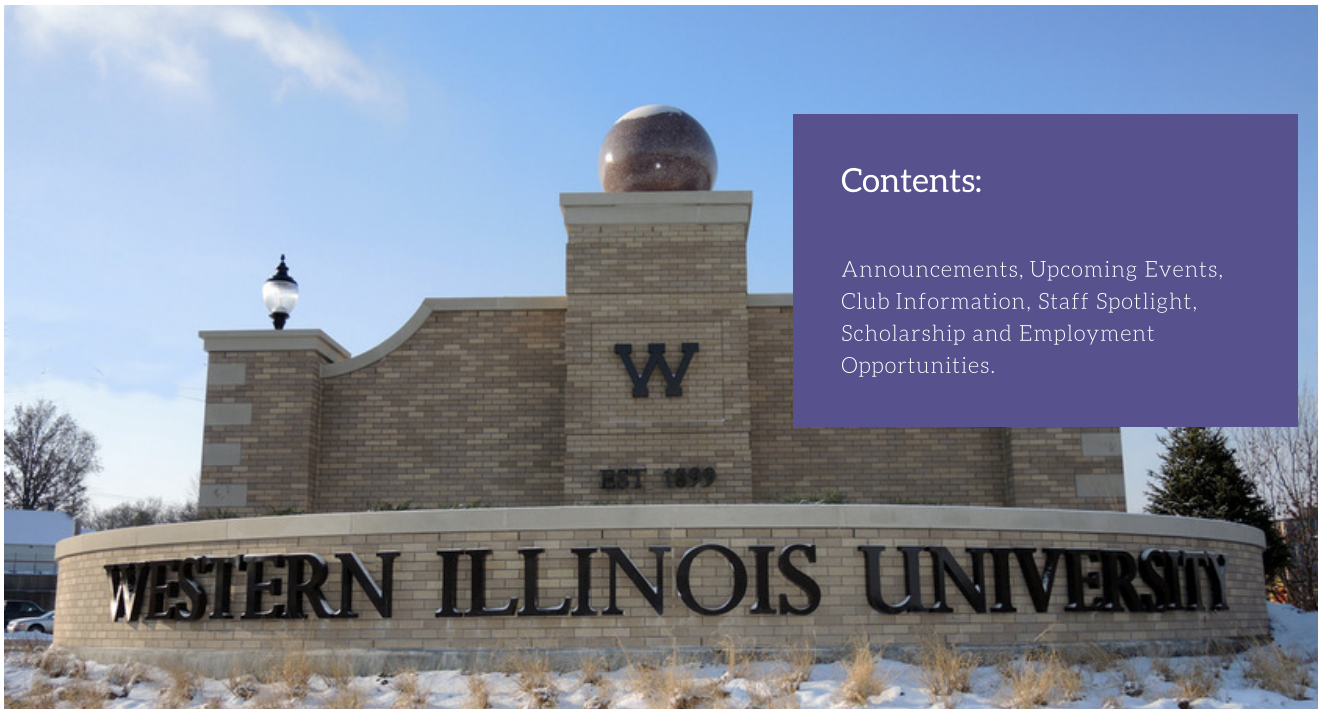 Contents:
Announcements, Upcoming Events,
Club Information, Staff Spotlight,
Scholarship and Employment
Opportunities.
W
EST 1899
WESTERN ILLINOIS UNIVERSITY